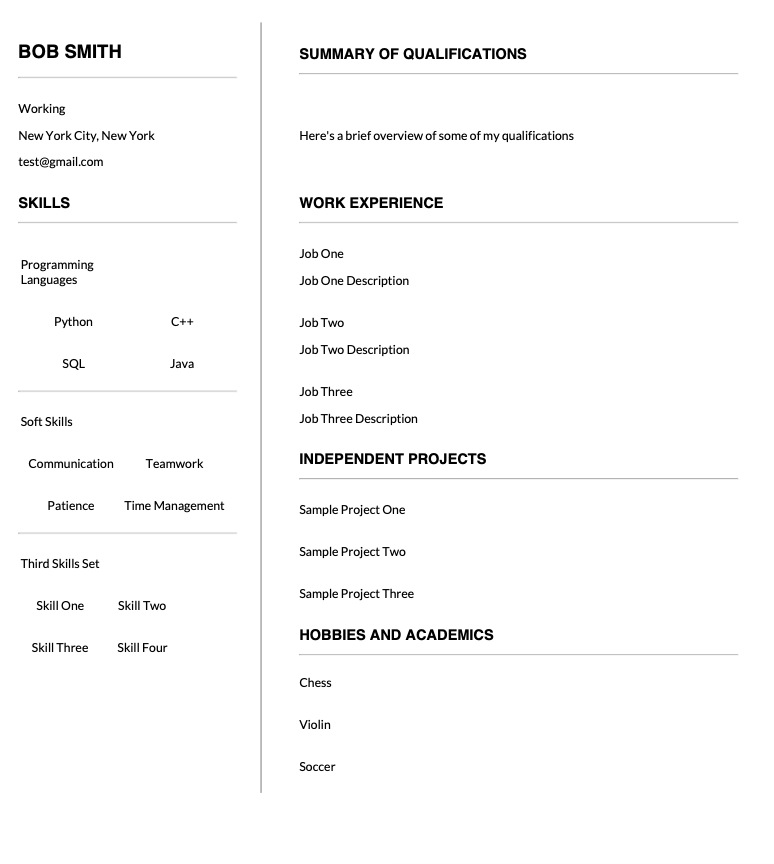 BOB SMITH
Working
New York City, New York
test@gmail.com
SKILLS
Programming
Languages
Python C++
SQL Java
Soft Skills
Communication Teamwork
Patience Time Management
Third Skills Set
Skill One Skill Two
Skill Three Skill Four
SUMMARY OF QUALIFICATIONS
Here's a brief overview of some of my qualifications
WORK EXPERIENCE
Job One
Job One Description
Job Two
Job Two Description
Job Three
Job Three Description
INDEPENDENT PROJECTS
Sample Project One
Sample Project Two
Sample Project Three
HOBBIES AND ACADEMICS
Chess
Violin
Soccer